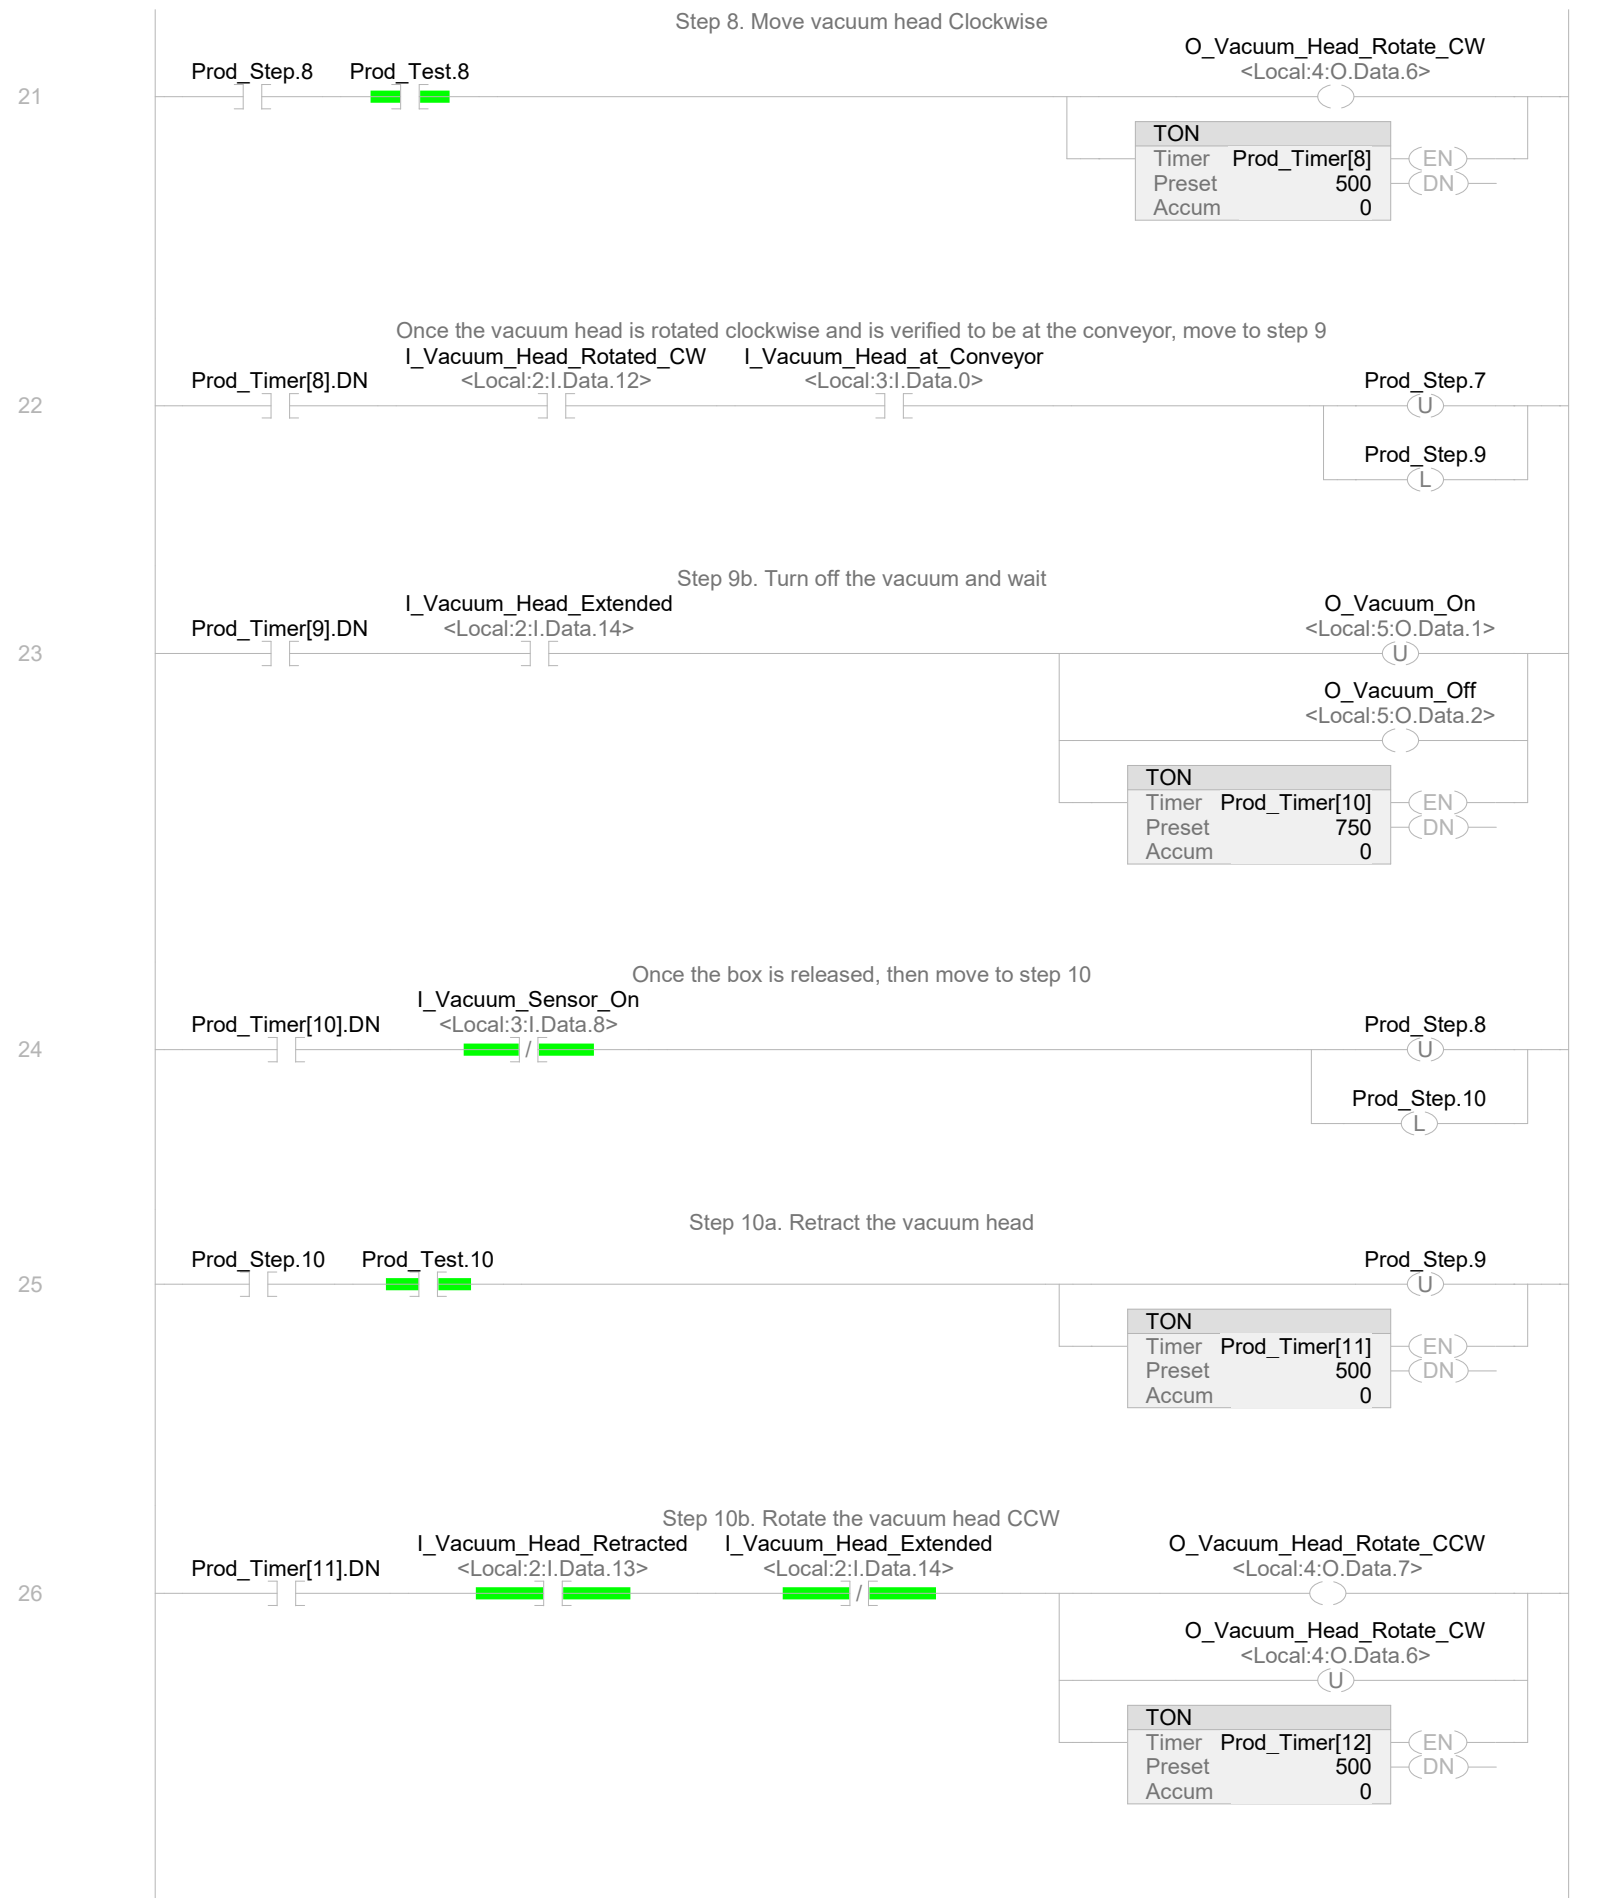 Step 8. Move vacuum head Clockwise
O_Vacuum_Head_Rotate_CW
Prod_Step.8 Prod_Test.8 <Local:4:O.Data.6>
21
TON
Timer Prod_Timer[8] EN
Preset 500 DN
Accum 0
Once the vacuum head is rotated clockwise and is verified to be at the conveyor, move to step 9
I_Vacuum_Head_Rotated_CW I_Vacuum_Head_at_Conveyor
Prod_Timer[8].DN <Local:2:I.Data.12> <Local:3:I.Data.0> Prod_Step.7
22 U
Prod_Step.9
L
Step 9b. Turn off the vacuum and wait
I_Vacuum_Head_Extended O_Vacuum_On
Prod_Timer[9].DN <Local:2:I.Data.14> <Local:5:O.Data.1>
23 U
O_Vacuum_Off
<Local:5:O.Data.2>
TON
Timer Prod_Timer[10] EN
Preset 750 DN
Accum 0
Once the box is released, then move to step 10
I_Vacuum_Sensor_On
Prod_Timer[10].DN <Local:3:I.Data.8> Prod_Step.8
24 / U
Prod_Step.10
L
Step 10a. Retract the vacuum head
Prod_Step.10 Prod_Test.10 Prod_Step.9
25 U
TON
Timer Prod_Timer[11] EN
Preset 500 DN
Accum 0
Step 10b. Rotate the vacuum head CCW
I_Vacuum_Head_Retracted I_Vacuum_Head_Extended O_Vacuum_Head_Rotate_CCW
Prod_Timer[11].DN <Local:2:I.Data.13> <Local:2:I.Data.14> <Local:4:O.Data.7>
26 /
O_Vacuum_Head_Rotate_CW
<Local:4:O.Data.6>
U
TON
Timer Prod_Timer[12] EN
Preset 500 DN
Accum 0